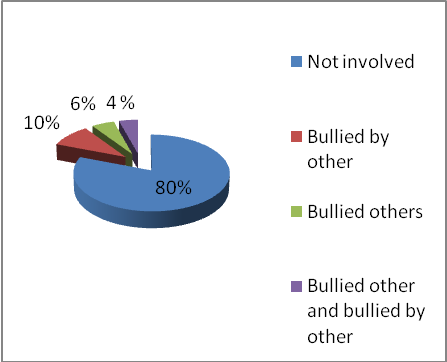 Not involved
6% 4 %
10%
Bullied by
other
80%
Bullied others
Bullied other
and bullied by
other